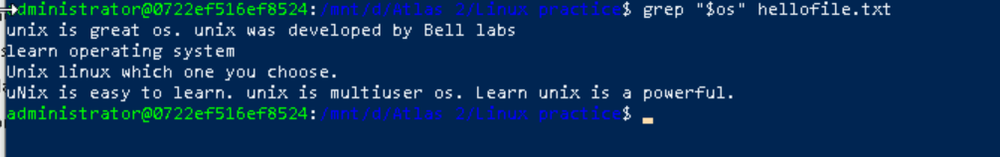 administrator@0722ef516ef8524:/mnt/d/Atlas 2/Linux practice$ grep "$os" hellofile.txt
unix is great os. unix was developed by Bell labs
learn operating system
Unix linux which one you choose.
uNix is easy to learn. unix is multiuser os. Learn unix is a powerful.
administrator@0722ef516ef8524:/mnt/d/Atlas 2/Linux practice$